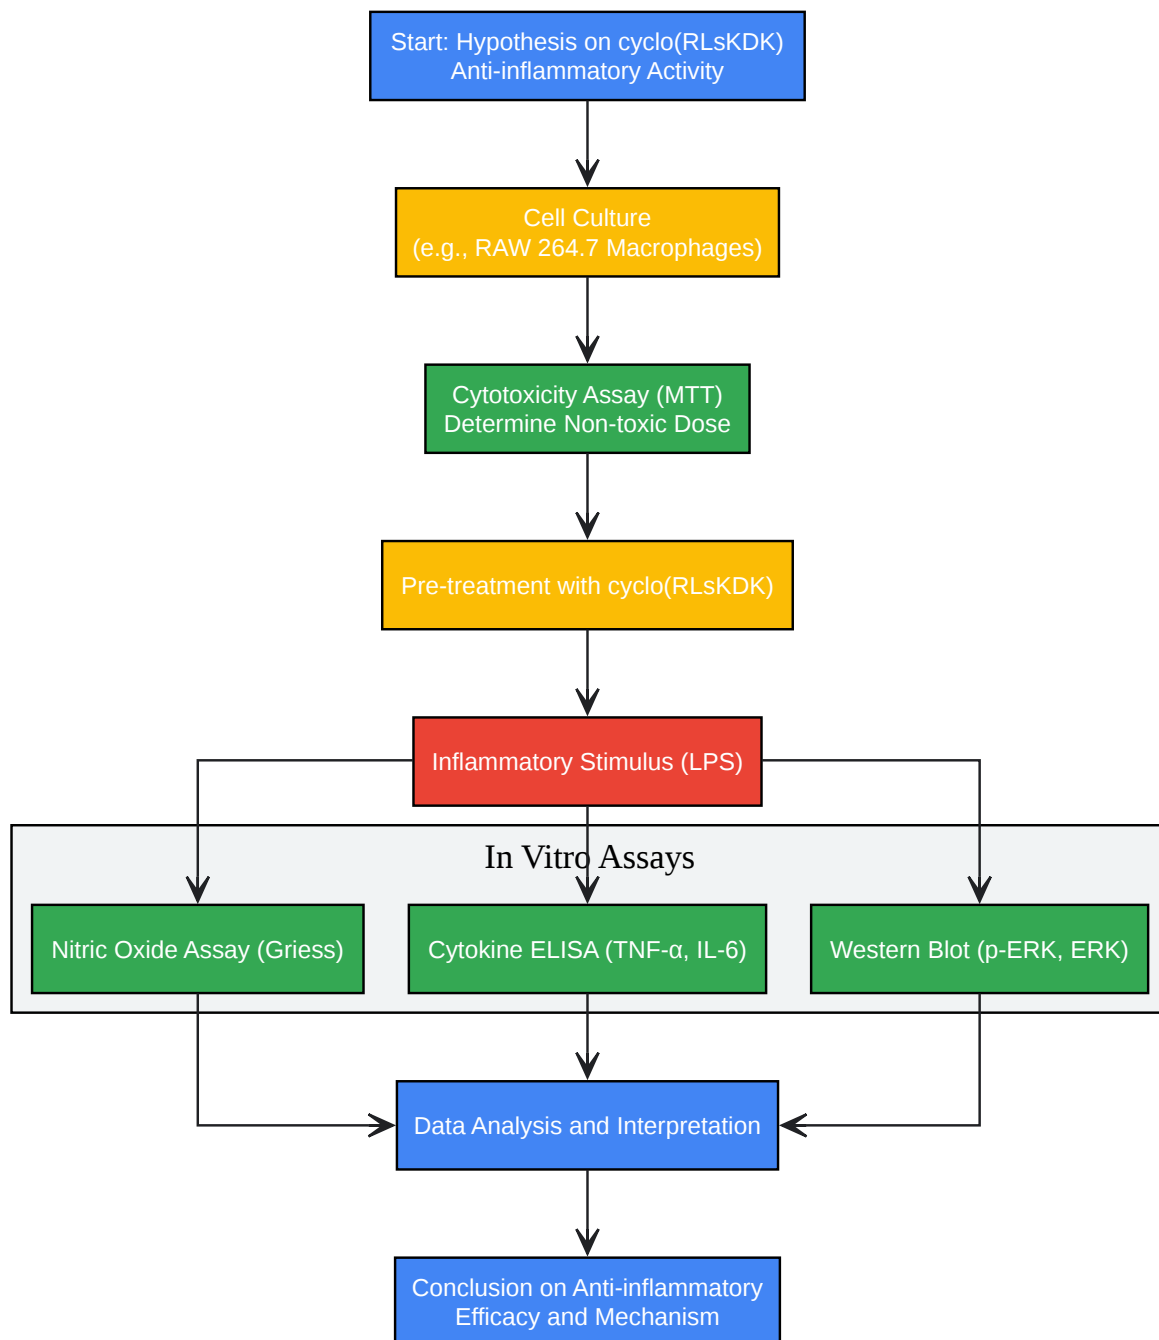 Start: Hypothesis on cyclo(RLsKDK)
Anti-inflammatory Activity
Cell Culture
(e.g., RAW 264.7 Macrophages)
Cytotoxicity Assay (MTT)
Determine Non-toxic Dose
Pre-treatment with cyclo(RLsKDK)
Inflammatory Stimulus (LPS)
In Vitro Assays
Nitric Oxide Assay (Griess)
Cytokine ELISA (TNF-α, IL-6)
Western Blot (p-ERK, ERK)
Data Analysis and Interpretation
Conclusion on Anti-inflammatory
Efficacy and Mechanism